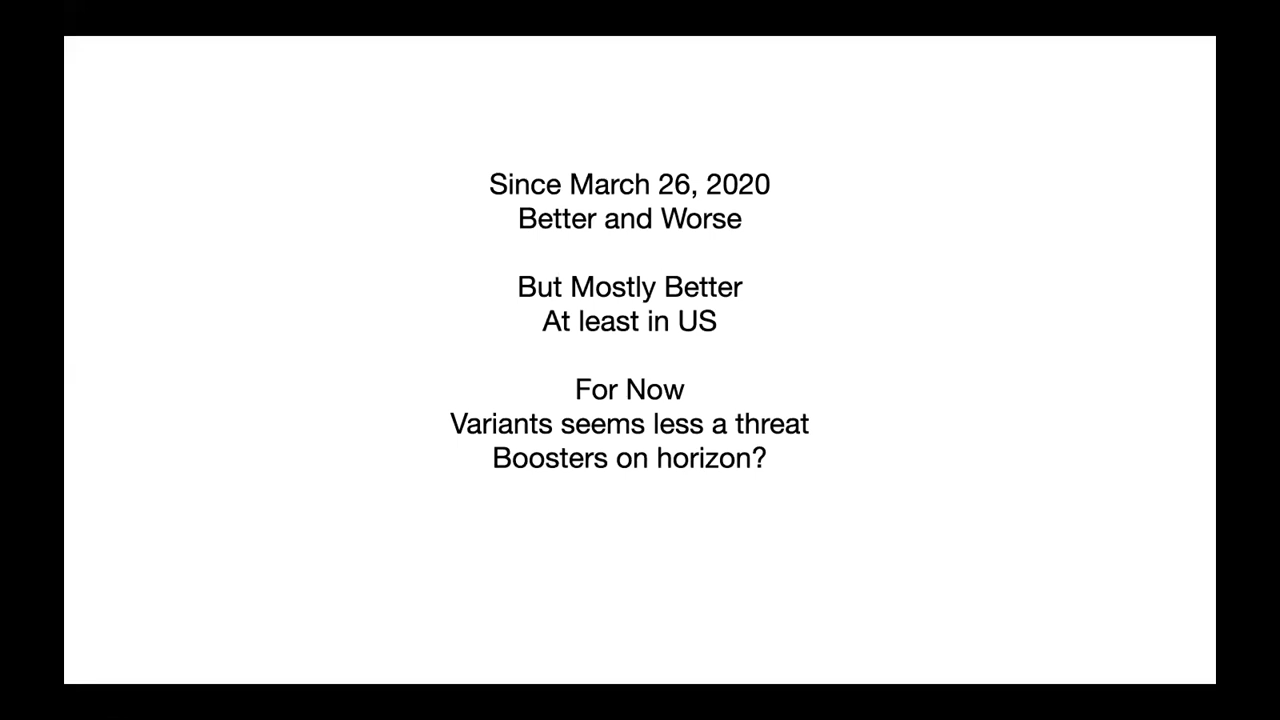 Since March 26, 2020
Better and Worse
But Mostly Better
At least in US
For Now
Variants seems less a threat
Boosters on horizon?